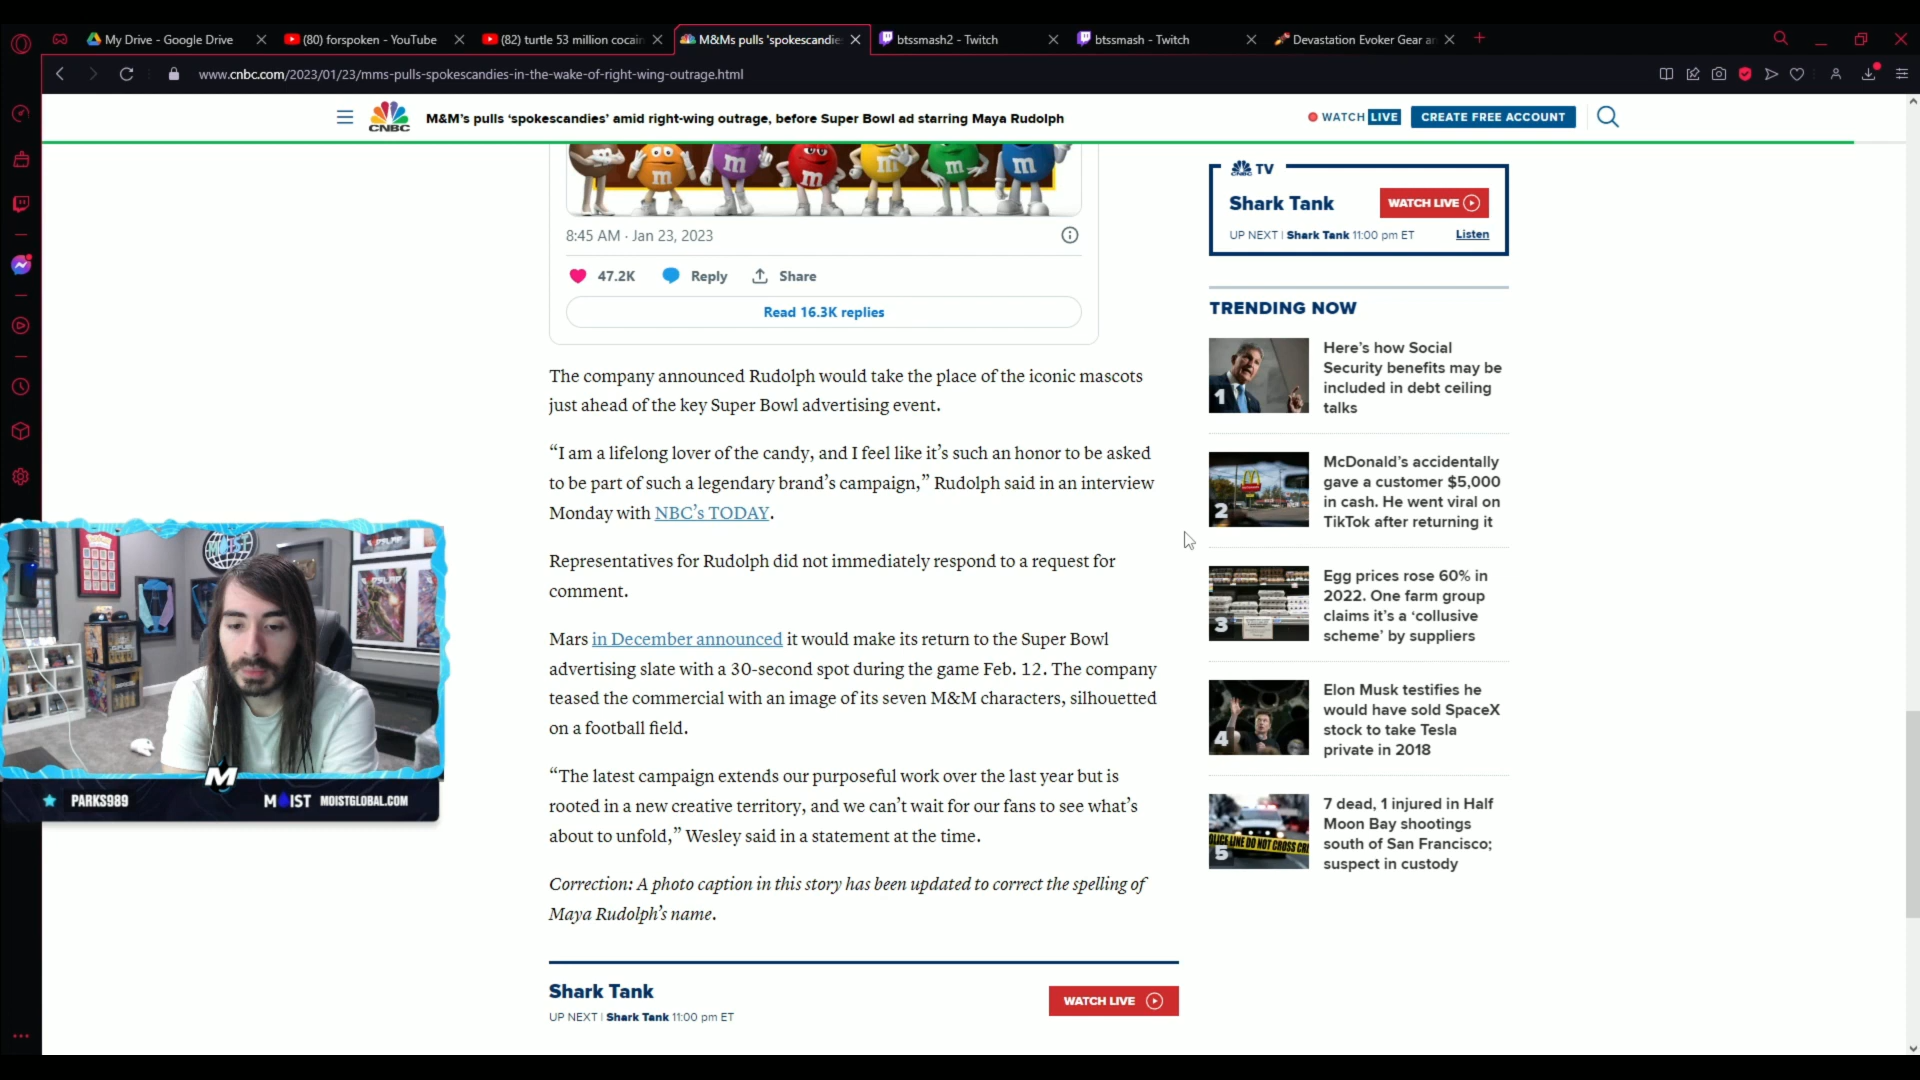 My Drive - Google Drive
(80) forspoken - YouTube
(82) turtle 53 million cocain
M&Ms pulls 'spokescandie
btssmash2 - Twitch
btssmash - Twitch
Devastation Evoker Gear an
www.cnbc.com/2023/01/23/mms-pulls-spokescandies-in-the-wake-of-right-wing-outrage.html
CNBC
M&M's pulls ‘spokescandies’ amid right-wing outrage, before Super Bowl ad starring Maya Rudolph
WATCH LIVE
CREATE FREE ACCOUNT
m m m m m m
8:45 AM · Jan 23, 2023
47.2K Reply Share
Read 16.3K replies
The company announced Rudolph would take the place of the iconic mascots
just ahead of the key Super Bowl advertising event.
“I am a lifelong lover of the candy, and I feel like it’s such an honor to be asked
to be part of such a legendary brand’s campaign,” Rudolph said in an interview
Monday with NBC’s TODAY.
Representatives for Rudolph did not immediately respond to a request for
comment.
Mars in December announced it would make its return to the Super Bowl
advertising slate with a 30-second spot during the game Feb. 12. The company
teased the commercial with an image of its seven M&M characters, silhouetted
on a football field.
“The latest campaign extends our purposeful work over the last year but is
rooted in a new creative territory, and we can’t wait for our fans to see what’s
about to unfold,” Wesley said in a statement at the time.
Correction: A photo caption in this story has been updated to correct the spelling of
Maya Rudolph’s name.
Shark Tank
UP NEXT | Shark Tank 11:00 pm ET
WATCH LIVE
CNBC TV
Shark Tank
WATCH LIVE
UP NEXT | Shark Tank 11:00 pm ET
Listen
TRENDING NOW
1
Here’s how Social
Security benefits may be
included in debt ceiling
talks
2
McDonald’s accidentally
gave a customer $5,000
in cash. He went viral on
TikTok after returning it
3
Egg prices rose 60% in
2022. One farm group
claims it’s a ‘collusive
scheme’ by suppliers
4
Elon Musk testifies he
would have sold SpaceX
stock to take Tesla
private in 2018
5
7 dead, 1 injured in Half
Moon Bay shootings
south of San Francisco;
suspect in custody
MOIST
M
PARKS989
MOIST
MOISTGLOBAL.COM